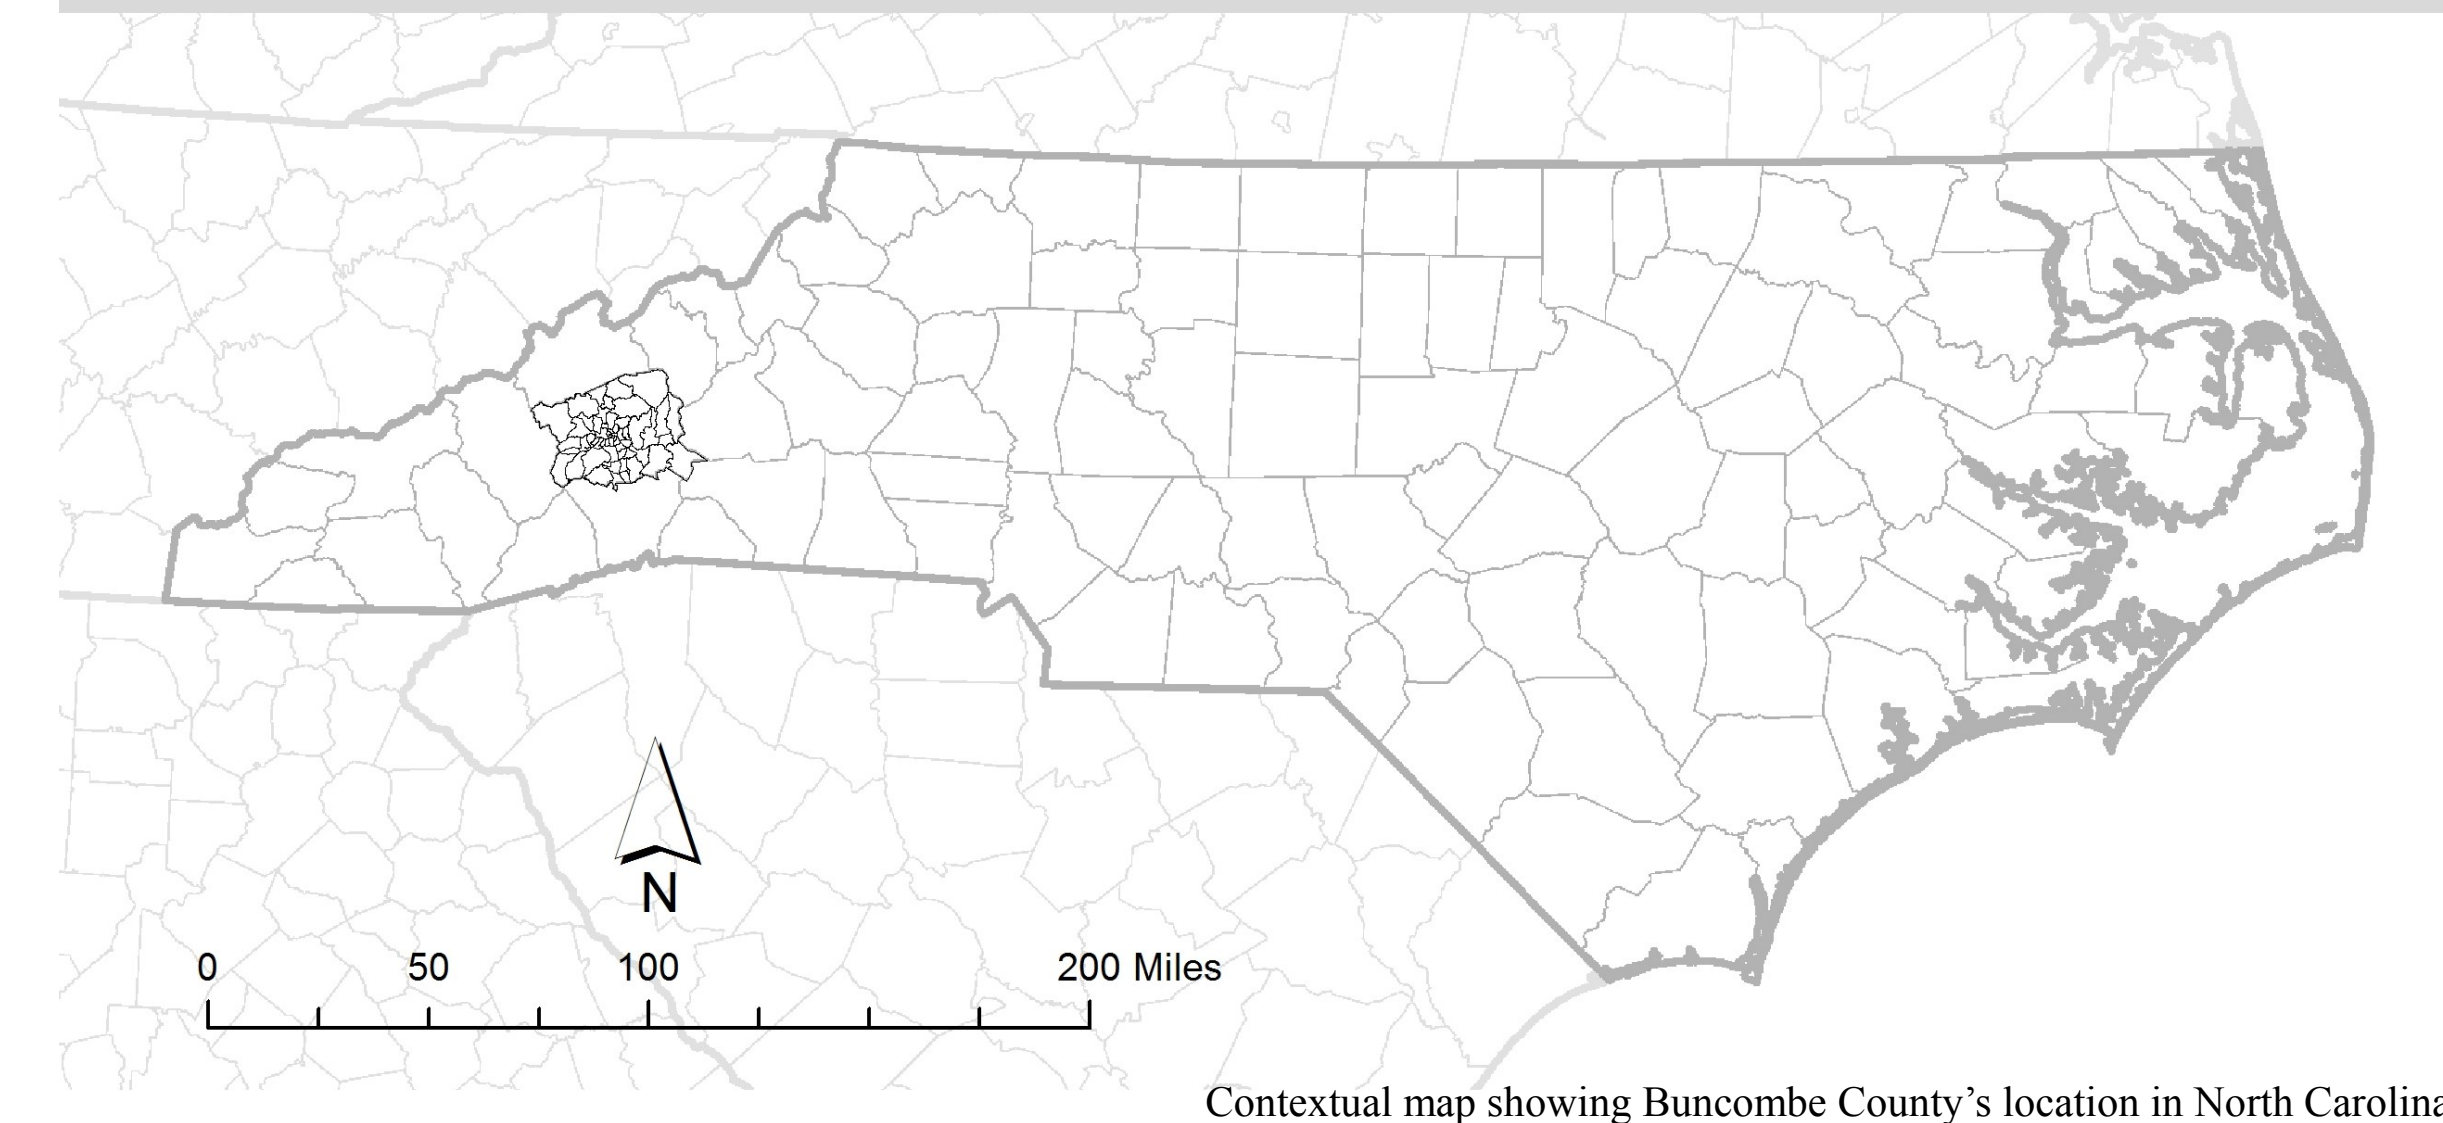 N
0 50 100 200 Miles
Contextual map showing Buncombe County’s location in North Carolina